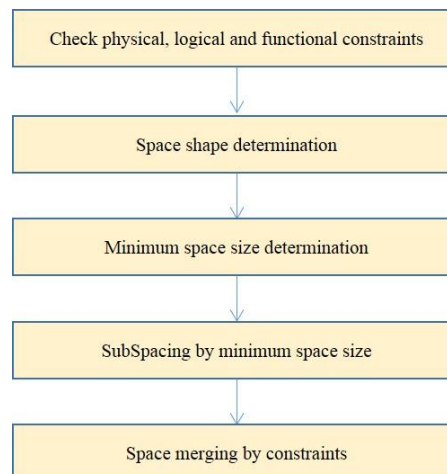 Check physical, logical and functional constraints
Space shape determination
Minimum space size determination
SubSpacing by minimum space size
Space merging by constraints